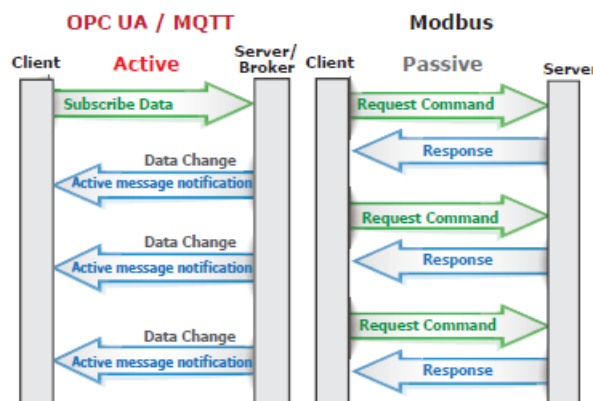 OPC UA / MQTT
Client
Active
Server/
Broker
Subscribe Data
Data Change
Active message notification
Data Change
Active message notification
Data Change
Active message notification
Modbus
Client
Passive
Server
Request Command
Response
Request Command
Response
Request Command
Response